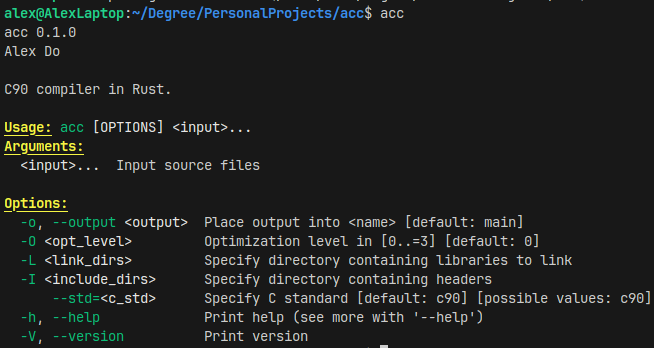 alex@AlexLaptop:~/Degree/PersonalProjects/acc$ acc
acc 0.1.0
Alex Do
C90 compiler in Rust.
Usage: acc [OPTIONS] <input>...
Arguments:
  <input>...  Input source files
Options:
  -o, --output <output>  Place output into <name> [default: main]
  -O <opt_level>         Optimization level in [0..=3] [default: 0]
  -L <link_dirs>         Specify directory containing libraries to link
  -I <include_dirs>      Specify directory containing headers
      --std=<c_std>      Specify C standard [default: c90] [possible values: c90]
  -h, --help             Print help (see more with '--help')
  -V, --version          Print version